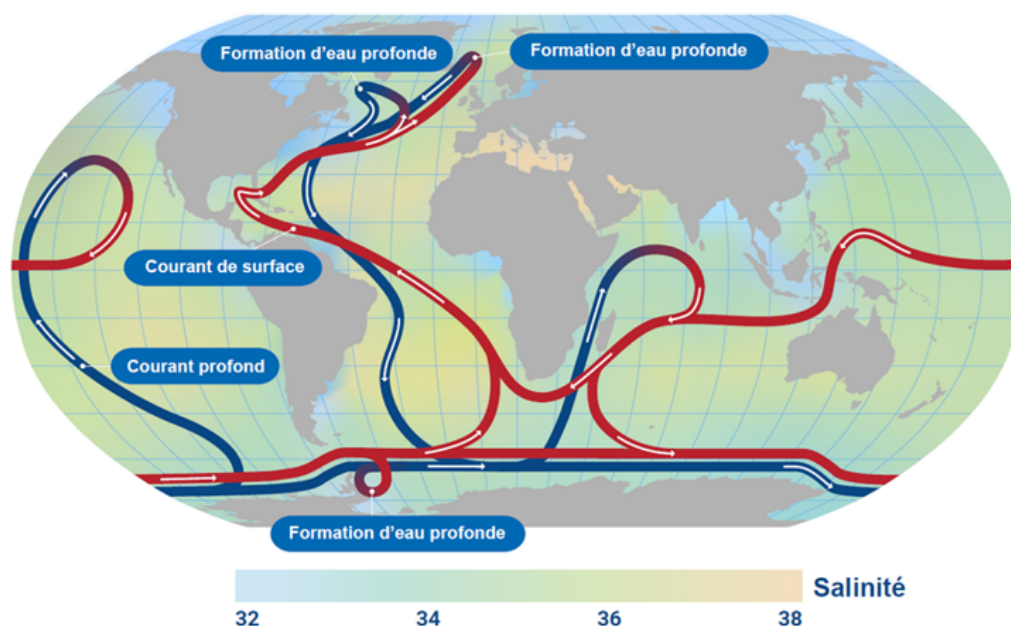 Formation d'eau profonde
Formation d'eau profonde
Courant de surface
Courant profond
Formation d'eau profonde
Salinité
32 34 36 38